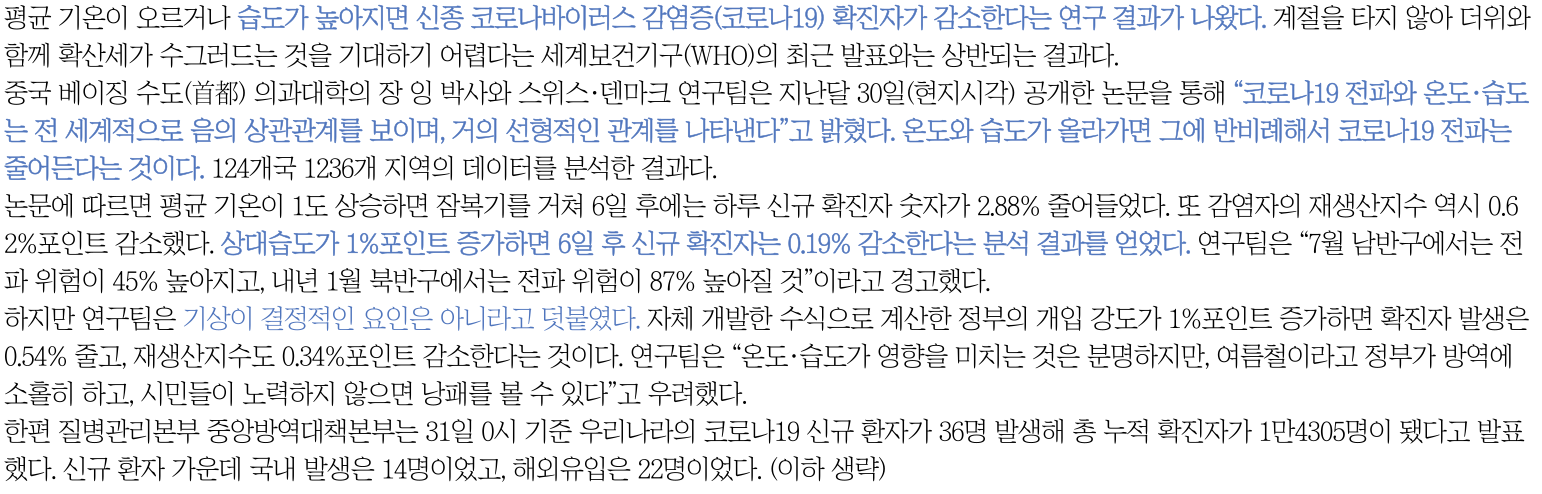 평균 기온이 오르거나 습도가 높아지면 신종 코로나바이러스 감염증(코로나19) 확진자가 감소한다는 연구 결과가 나왔다. 계절을 타지 않아 더위와
함께 확산세가 수그러드는 것을 기대하기 어렵다는 세계보건기구(WHO)의 최근 발표와는 상반되는 결과다.
중국 베이징 수도(首都) 의과대학의 장 잉 박사와 스위스·덴마크 연구팀은 지난달 30일(현지시각) 공개한 논문을 통해 “코로나19 전파와 온도·습도
는 전 세계적으로 음의 상관관계를 보이며, 거의 선형적인 관계를 나타낸다”고 밝혔다. 온도와 습도가 올라가면 그에 반비례해서 코로나19 전파는
줄어든다는 것이다. 124개국 1236개 지역의 데이터를 분석한 결과다.
논문에 따르면 평균 기온이 1도 상승하면 잠복기를 거쳐 6일 후에는 하루 신규 확진자 숫자가 2.88% 줄어들었다. 또 감염자의 재생산지수 역시 0.6
2%포인트 감소했다. 상대습도가 1%포인트 증가하면 6일 후 신규 확진자는 0.19% 감소한다는 분석 결과를 얻었다. 연구팀은 “7월 남반구에서는 전
파 위험이 45% 높아지고, 내년 1월 북반구에서는 전파 위험이 87% 높아질 것”이라고 경고했다.
하지만 연구팀은 기상이 결정적인 요인은 아니라고 덧붙였다. 자체 개발한 수식으로 계산한 정부의 개입 강도가 1%포인트 증가하면 확진자 발생은
0.54% 줄고, 재생산지수도 0.34%포인트 감소한다는 것이다. 연구팀은 “온도·습도가 영향을 미치는 것은 분명하지만, 여름철이라고 정부가 방역에
소홀히 하고, 시민들이 노력하지 않으면 낭패를 볼 수 있다”고 우려했다.
한편 질병관리본부 중앙방역대책본부는 31일 0시 기준 우리나라의 코로나19 신규 환자가 36명 발생해 총 누적 확진자가 1만4305명이 됐다고 발표
했다. 신규 환자 가운데 국내 발생은 14명이었고, 해외유입은 22명이었다. (이하 생략)